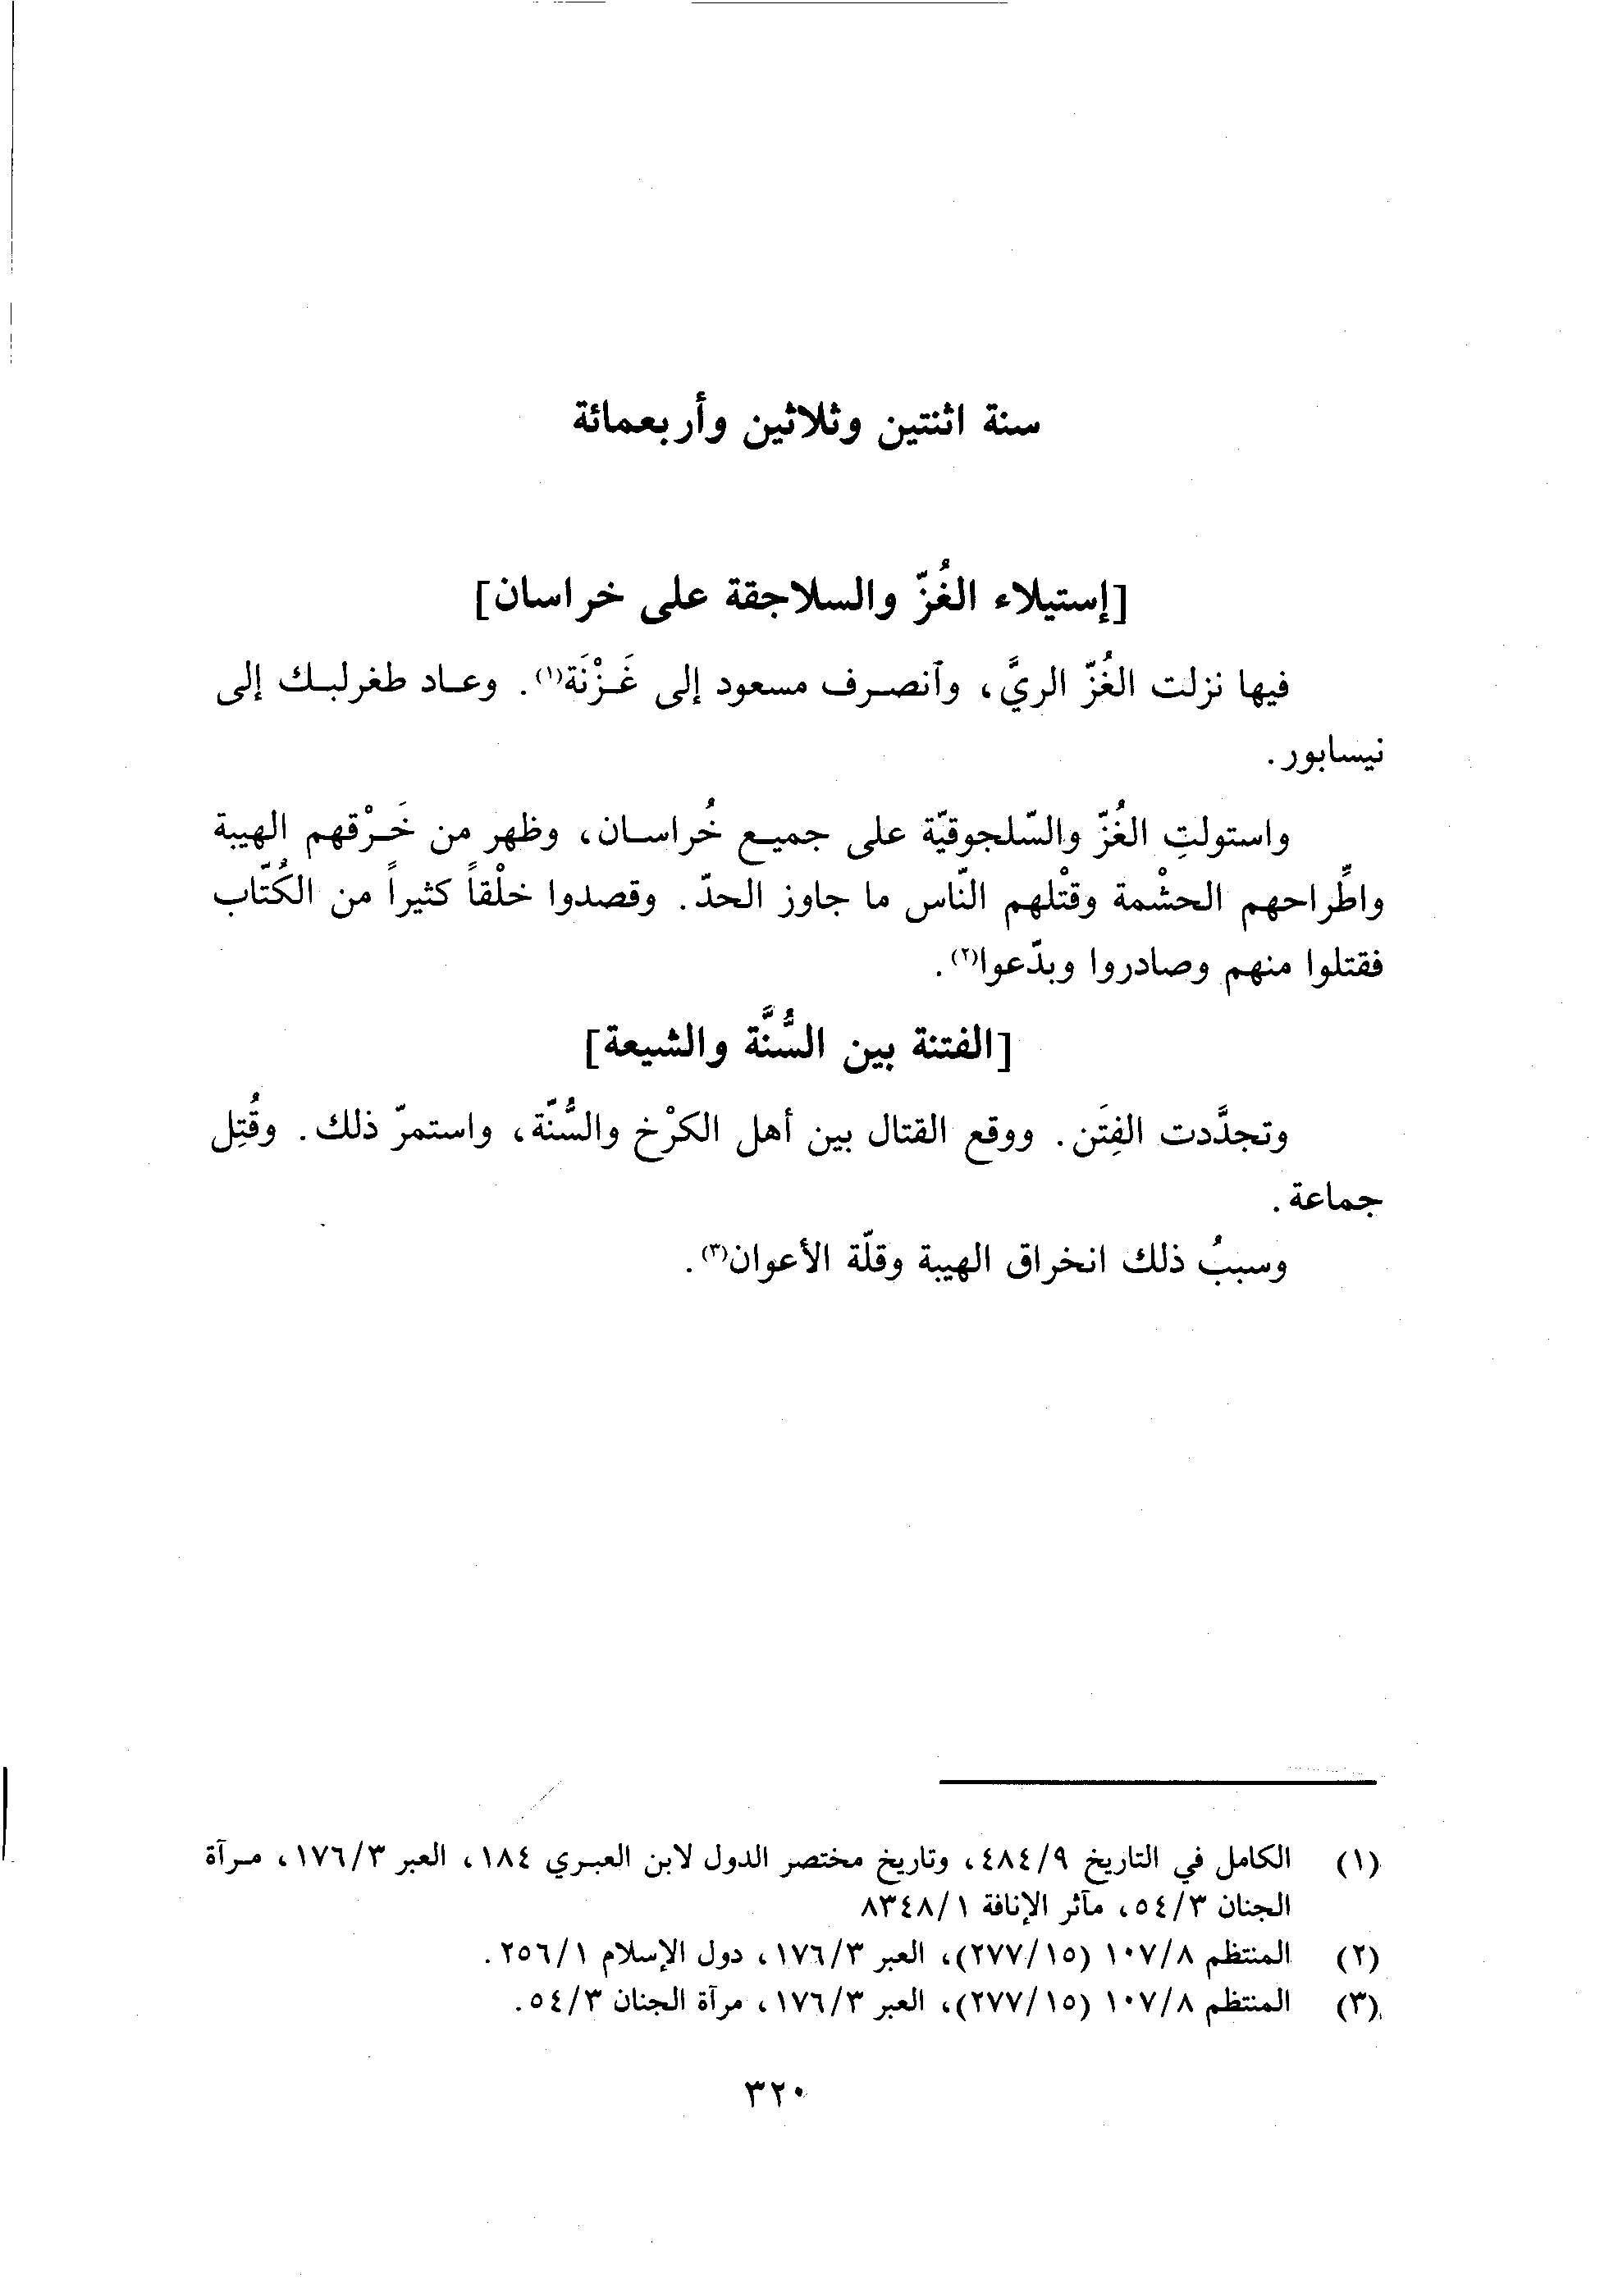 سنة اثنتين وثلاثين وأربعمائة
[إستيلاء الغُزّ والسلاجقة على خراسان]
فيها نزلت الغُزّ الريَّ، وآنصرف مسعود إلى غَزْنَة(١). وعاد طغرلبك إلى
نيسابور.
واستولتِ الغُزّ والسّلجوقيّة على جميع خُراسان، وظهر من خَرْقهم الهيبة
واطِّراحهم الحشْمة وقتْلهم النّاس ما جاوز الحدّ. وقصدوا خلْقاً كثيراً من الكُتّاب
فقتلوا منهم وصادروا وبدّعوا(٢).
[الفتنة بين السُّنَّة والشيعة]
وتجدَّدت الفِتَن. ووقع القتال بين أهل الكرْخ والسُّنّة، واستمرّ ذلك. وقُتِل
جماعة.
وسببُ ذلك انخراق الهيبة وقلّة الأعوان(٣).
(١) الكامل في التاريخ ٤٨٤/٩، وتاريخ مختصر الدول لابن العبري ١٨٤، العبر ١٧٦/٣، مرآة
الجنان ٥٤/٣، مآثر الإنافة ٨٣٤٨/١
(٢) المنتظم ١٠٧/٨ (٢٧٧/١٥)، العبر ١٧٦/٣، دول الإسلام ٢٥٦/١.
(٣) المنتظم ١٠٧/٨ (٢٧٧/١٥)، العبر ١٧٦/٣، مرآة الجنان ٥٤/٣.
٣٢٠